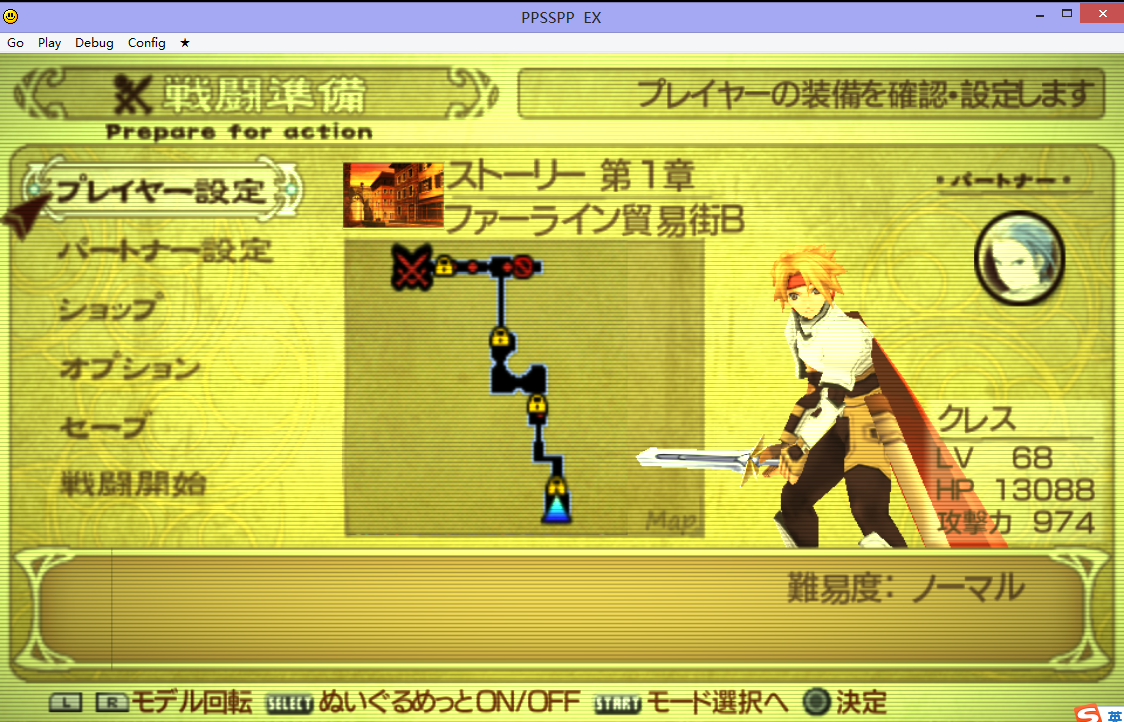 PPSSPP EX
Go Play Debug Config ★
戦闘準備
Prepare for action
プレイヤーの装備を確認・設定します
プレイヤー設定
パートナー設定
ショップ
オプション
セーブ
戦闘開始
ストーリー 第1章
ファーライン貿易街B
Map
・パートナー・
クレス
LV 68
HP 13088
攻撃力 974
難易度: ノーマル
L R モデル回転 SELECT ぬいぐるめっとON/OFF START モード選択へ 決定
S 英